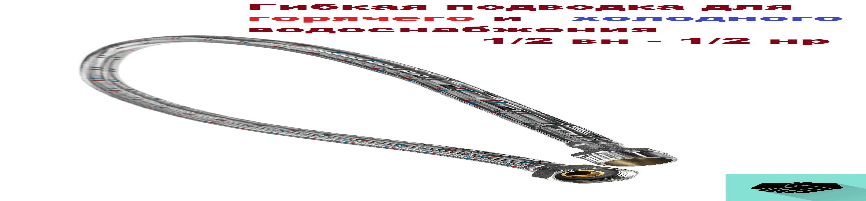 Гибкая подводка для
горячего и холодного
водоснабжения
1/2 вн - 1/2 нр